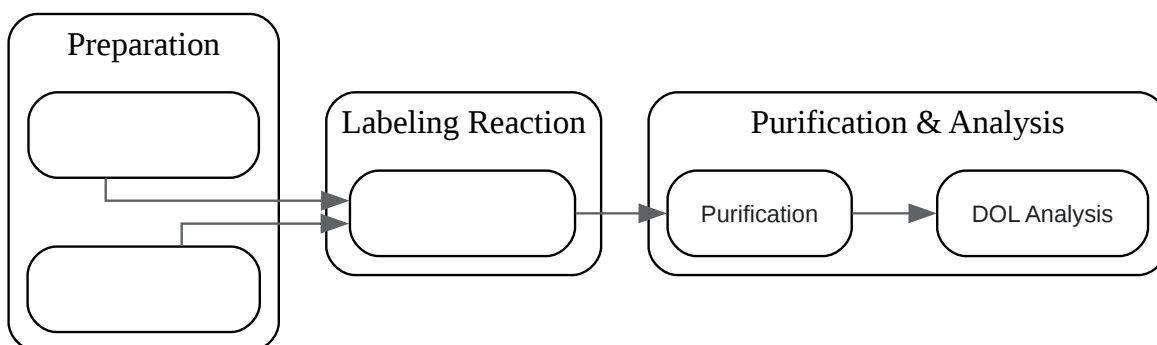 Preparation
Labeling Reaction
Purification & Analysis
Purification
DOL Analysis